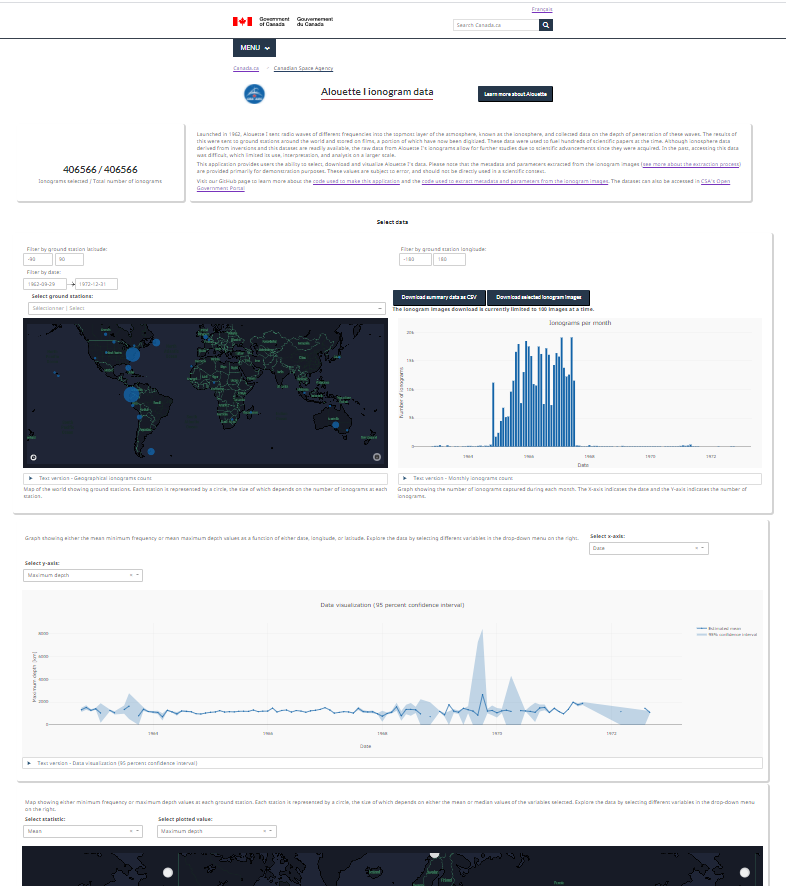 Français
Government of Canada
Gouvernement du Canada
Search Canada.ca
MENU
Canada.ca
Canadian Space Agency
Alouette I ionogram data
Learn more about Alouette
406566 / 406566
Ionograms selected / Total number of ionograms
Launched in 1962, Alouette I sent radio waves of different frequencies into the topmost layer of the atmosphere, known as the ionosphere, and collected data on the depth of penetration of these waves. The results of
this were sent to ground stations around the world and stored on films, a portion of which have now been digitized. These data were used to fuel hundreds of scientific papers at the time. Although ionosphere data
derived from inversions and this dataset are readily available, the raw data from Alouette I's ionograms allow for further studies due to scientific advancements since they were acquired. In the past, accessing this data
was difficult, which limited its use, interpretation, and analysis on a larger scale.
This application provides users the ability to select, download and visualize Alouette I's data. Please note that the metadata and parameters extracted from the ionogram images (see more about the extraction process)
are provided primarily for demonstration purposes. These values are subject to error, and should not be directly used in a scientific context.
Visit our GitHub page to learn more about the code used to make this application and the code used to extract metadata and parameters from the ionogram images. The dataset can also be accessed in CSA's Open
Government Portal
Select data
Filter by ground station latitude:
-90 90
Filter by ground station longitude:
-180 180
Filter by date:
1962-09-29 → 1972-12-31
Select ground stations:
Sélectionner | Select
Download summary data as CSV
Download selected ionogram images
The ionogram images download is currently limited to 100 images at a time.
Ionograms per month
Number of ionograms
20k
15k
10k
5k
0
1964 1966 1968 1970 1972
Date
Text version - Geographical ionograms count
Map of the world showing ground stations. Each station is represented by a circle, the size of which depends on the number of ionograms at each
station.
Text version - Monthly ionograms count
Graph showing the number of ionograms captured during each month. The X-axis indicates the date and the Y-axis indicates the number of
ionograms.
Graph showing either the mean minimum frequency or mean maximum depth values as a function of either date, longitude, or latitude. Explore the data by selecting different variables in the drop-down menu on the right.
Select x-axis:
Date
Select y-axis:
Maximum depth
Data visualization (95 percent confidence interval)
Estimated mean
95% confidence interval
Maximum depth (km)
8000
6000
4000
2000
0
1968
1970
1972
Date
Text version - Data visualization (95 percent confidence interval)
Map showing either minimum frequency or maximum depth values at each ground station. Each station is represented by a circle, the size of which depends on either the mean or median values of the variables selected. Explore the data by selecting different variables in the drop-down menu
on the right.
Select statistic:
Mean
Select plotted value:
Maximum depth